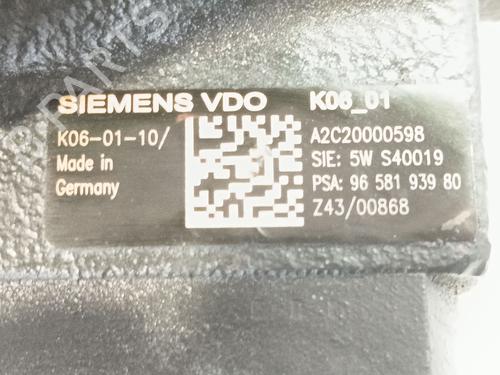 SIEMENS VDO K06_01
K06-01-10/ A2C20000598
Made in SIE: 5W S40019
Germany PSA: 96 581 939 80
Z43/00868